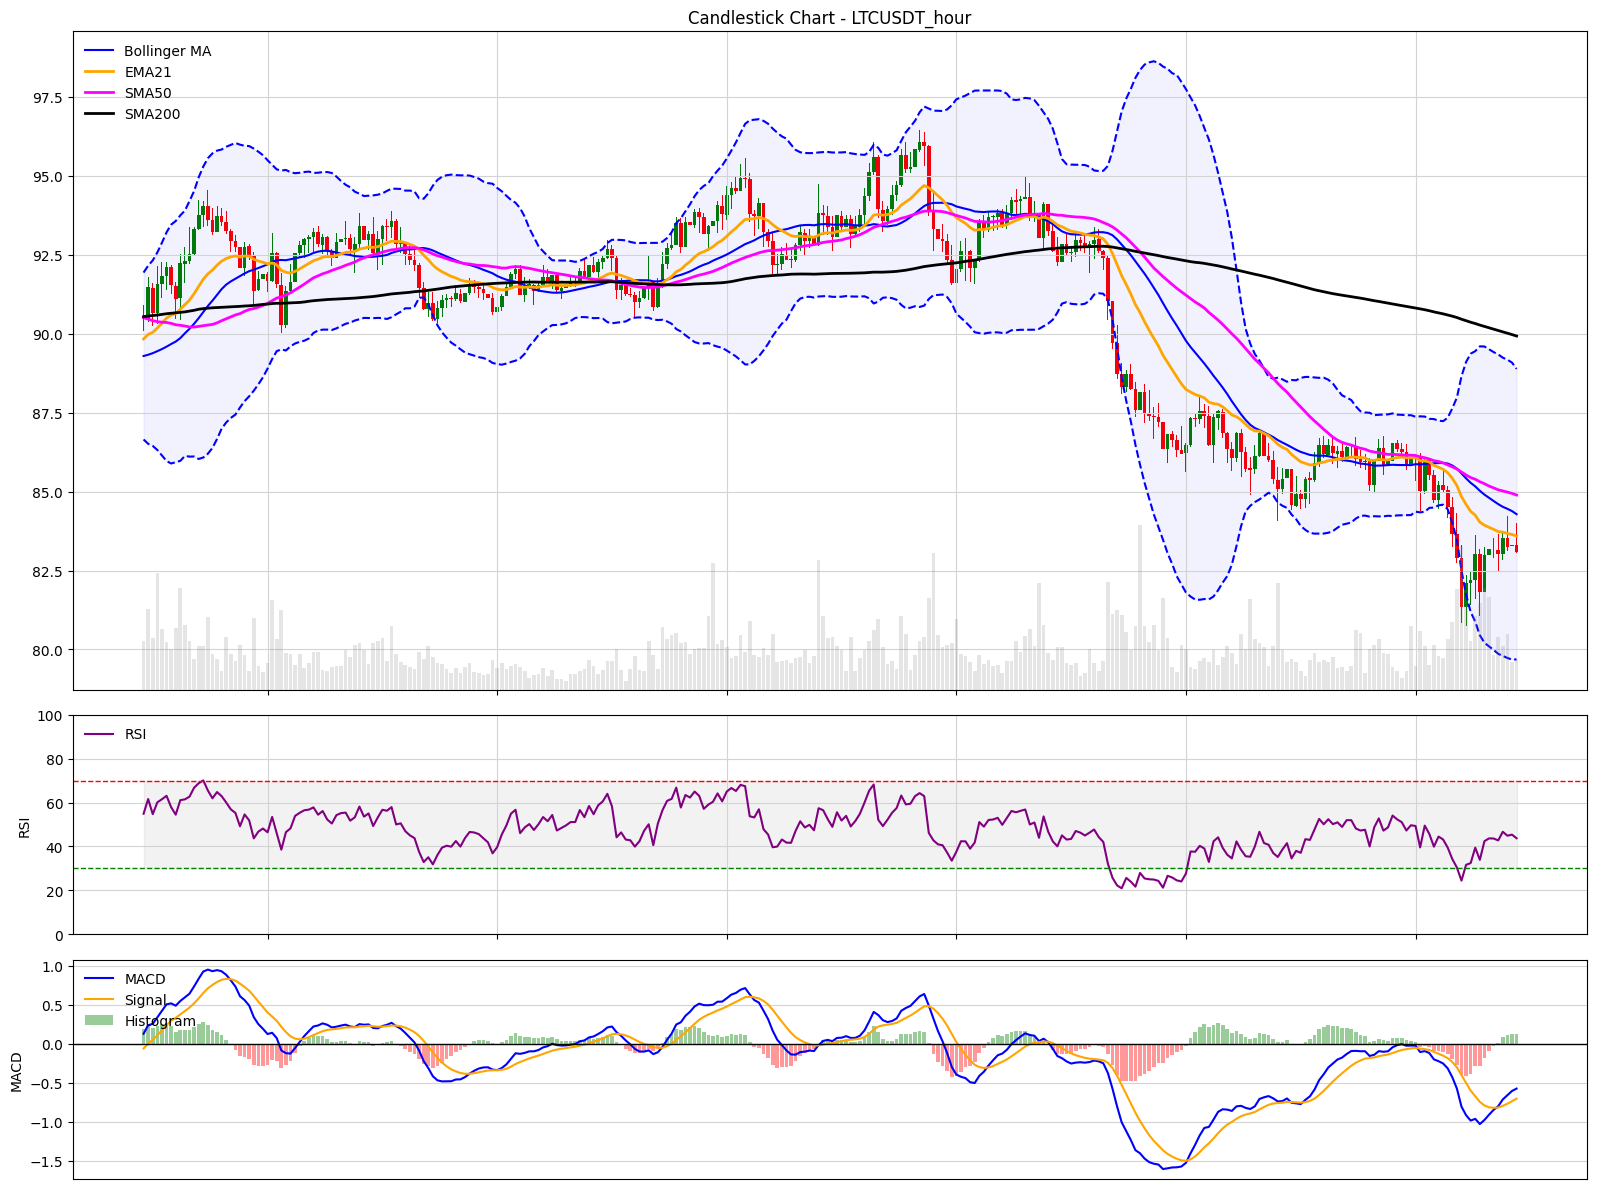 Candlestick Chart - LTCUSDT_hour
Bollinger MA
EMA21
SMA50
SMA200
97.5
95.0
92.5
90.0
87.5
85.0
82.5
80.0
RSI
RSI
100
80
60
40
20
0
MACD
Signal
Histogram
MACD
1.0
0.5
0.0
−0.5
−1.0
−1.5